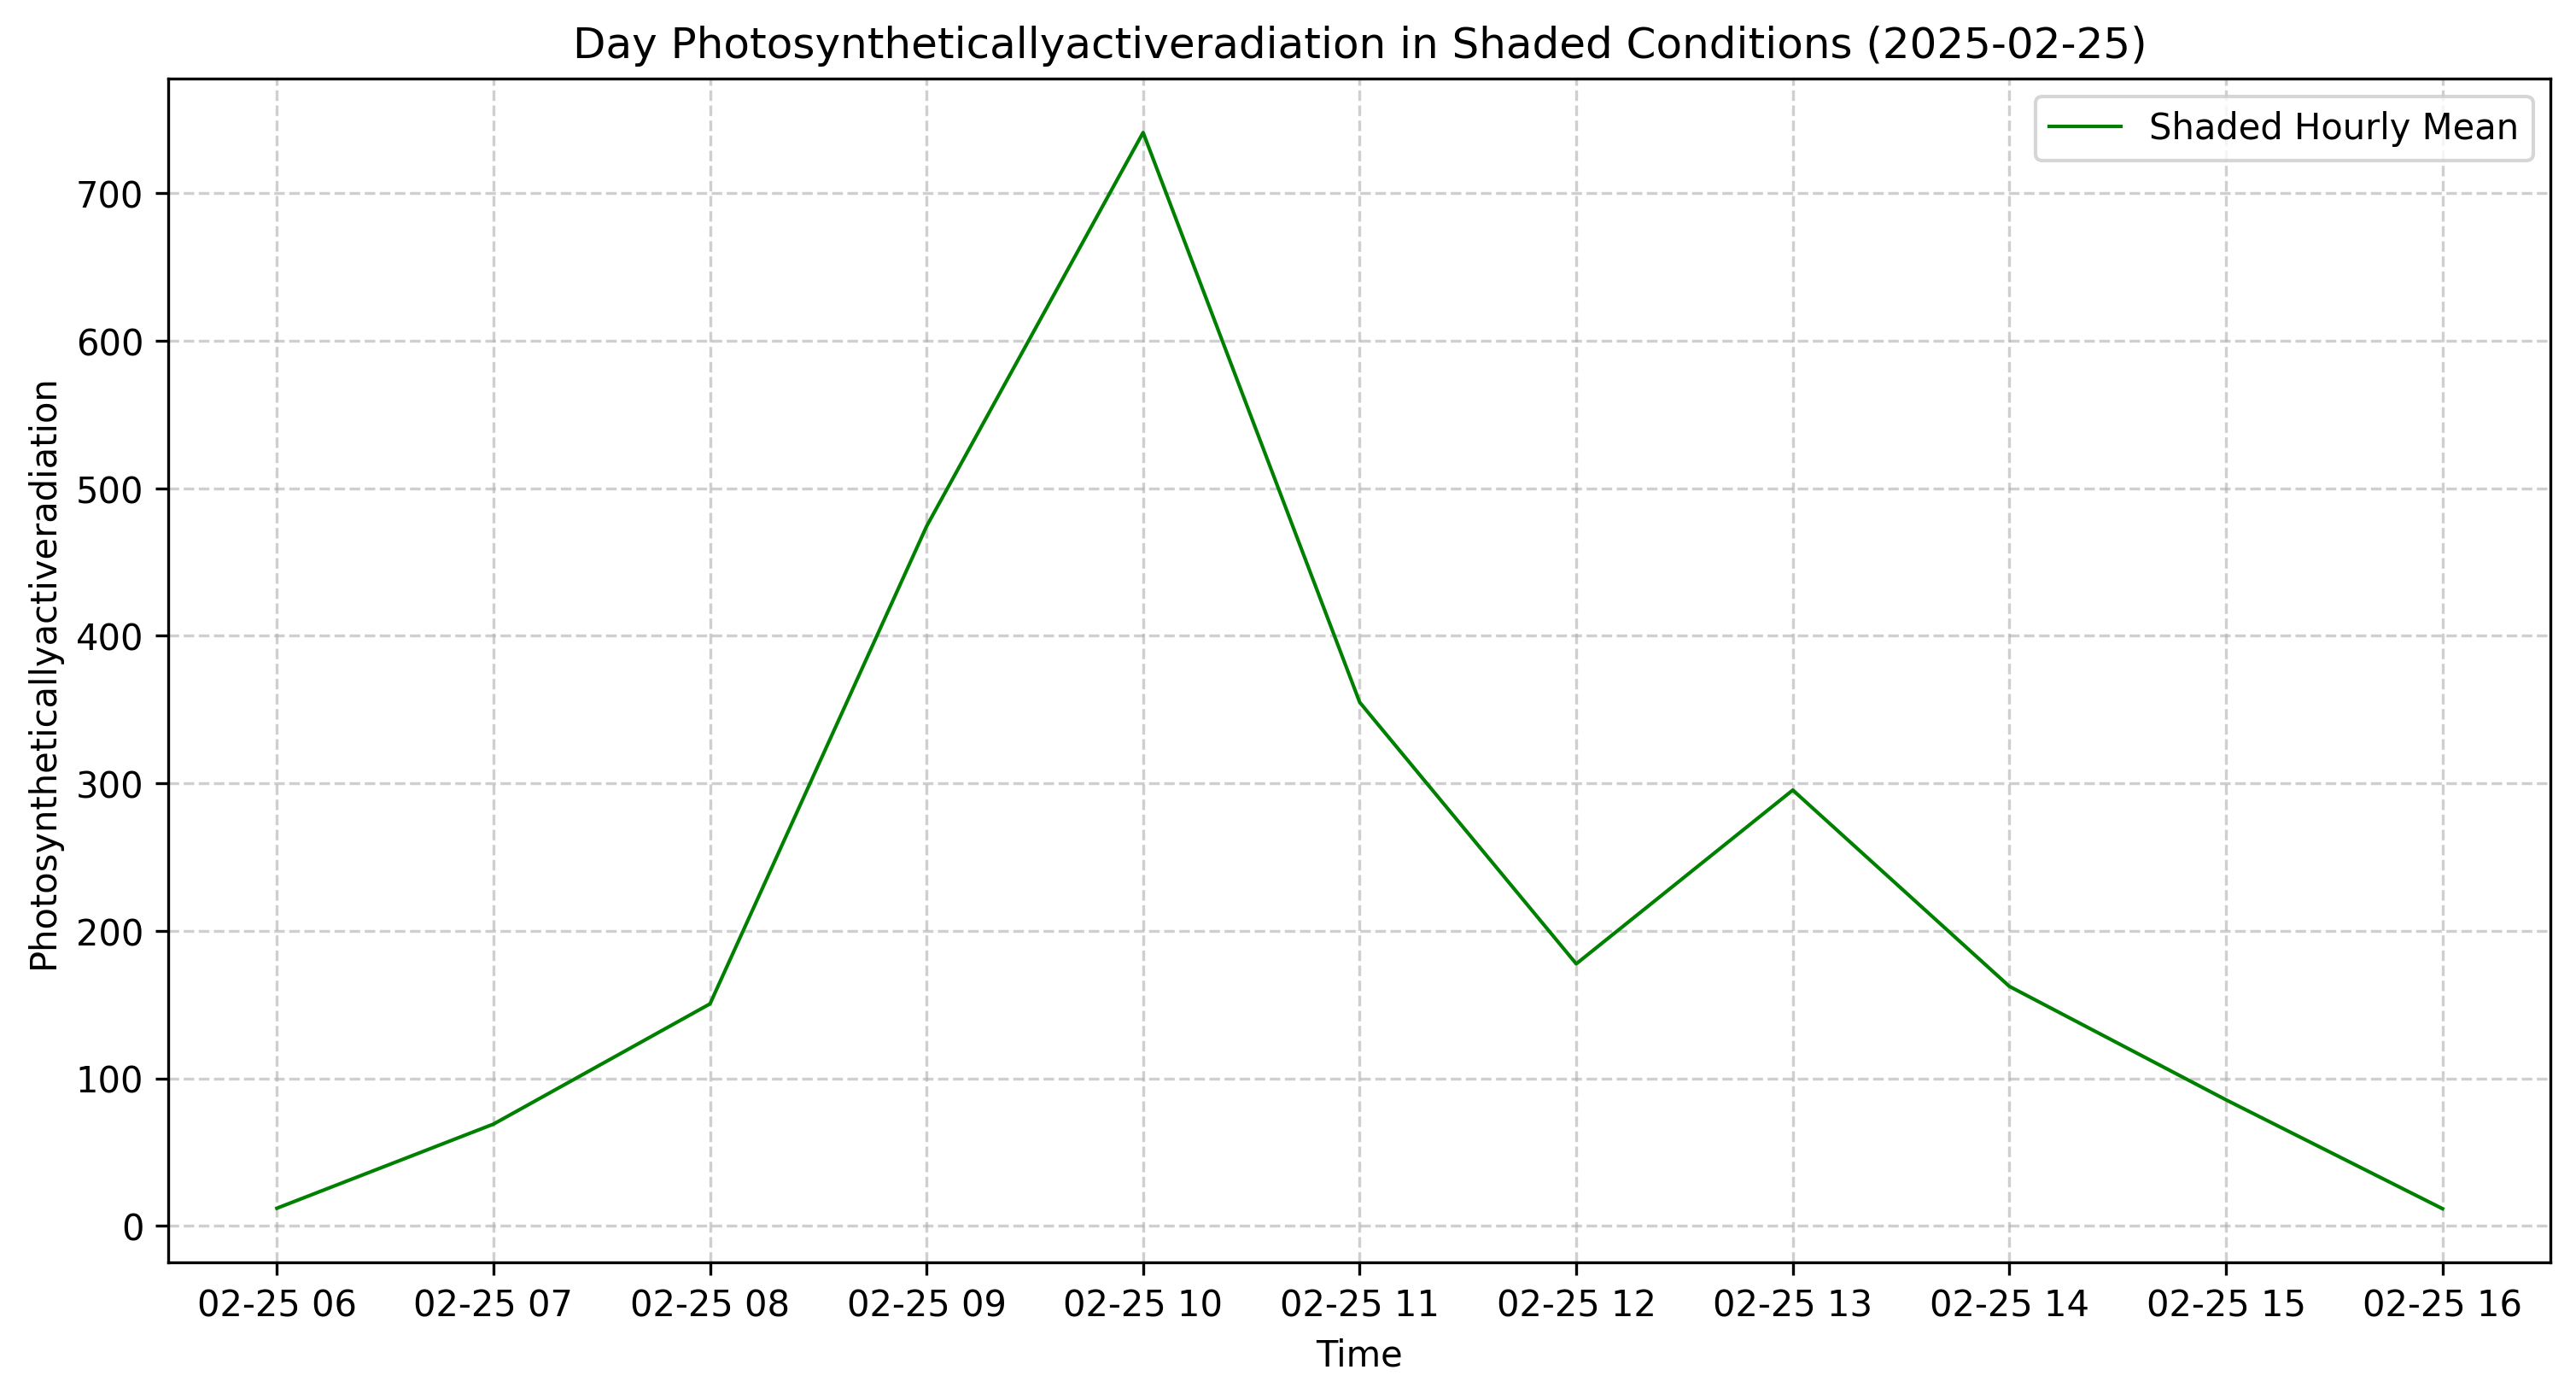 Day Photosyntheticallyactiveradiation in Shaded Conditions (2025-02-25)
Shaded Hourly Mean
Photosyntheticallyactiveradiation
700
600
500
400
300
200
100
0
02-25 06 02-25 07 02-25 08 02-25 09 02-25 10 02-25 11 02-25 12 02-25 13 02-25 14 02-25 15 02-25 16
Time